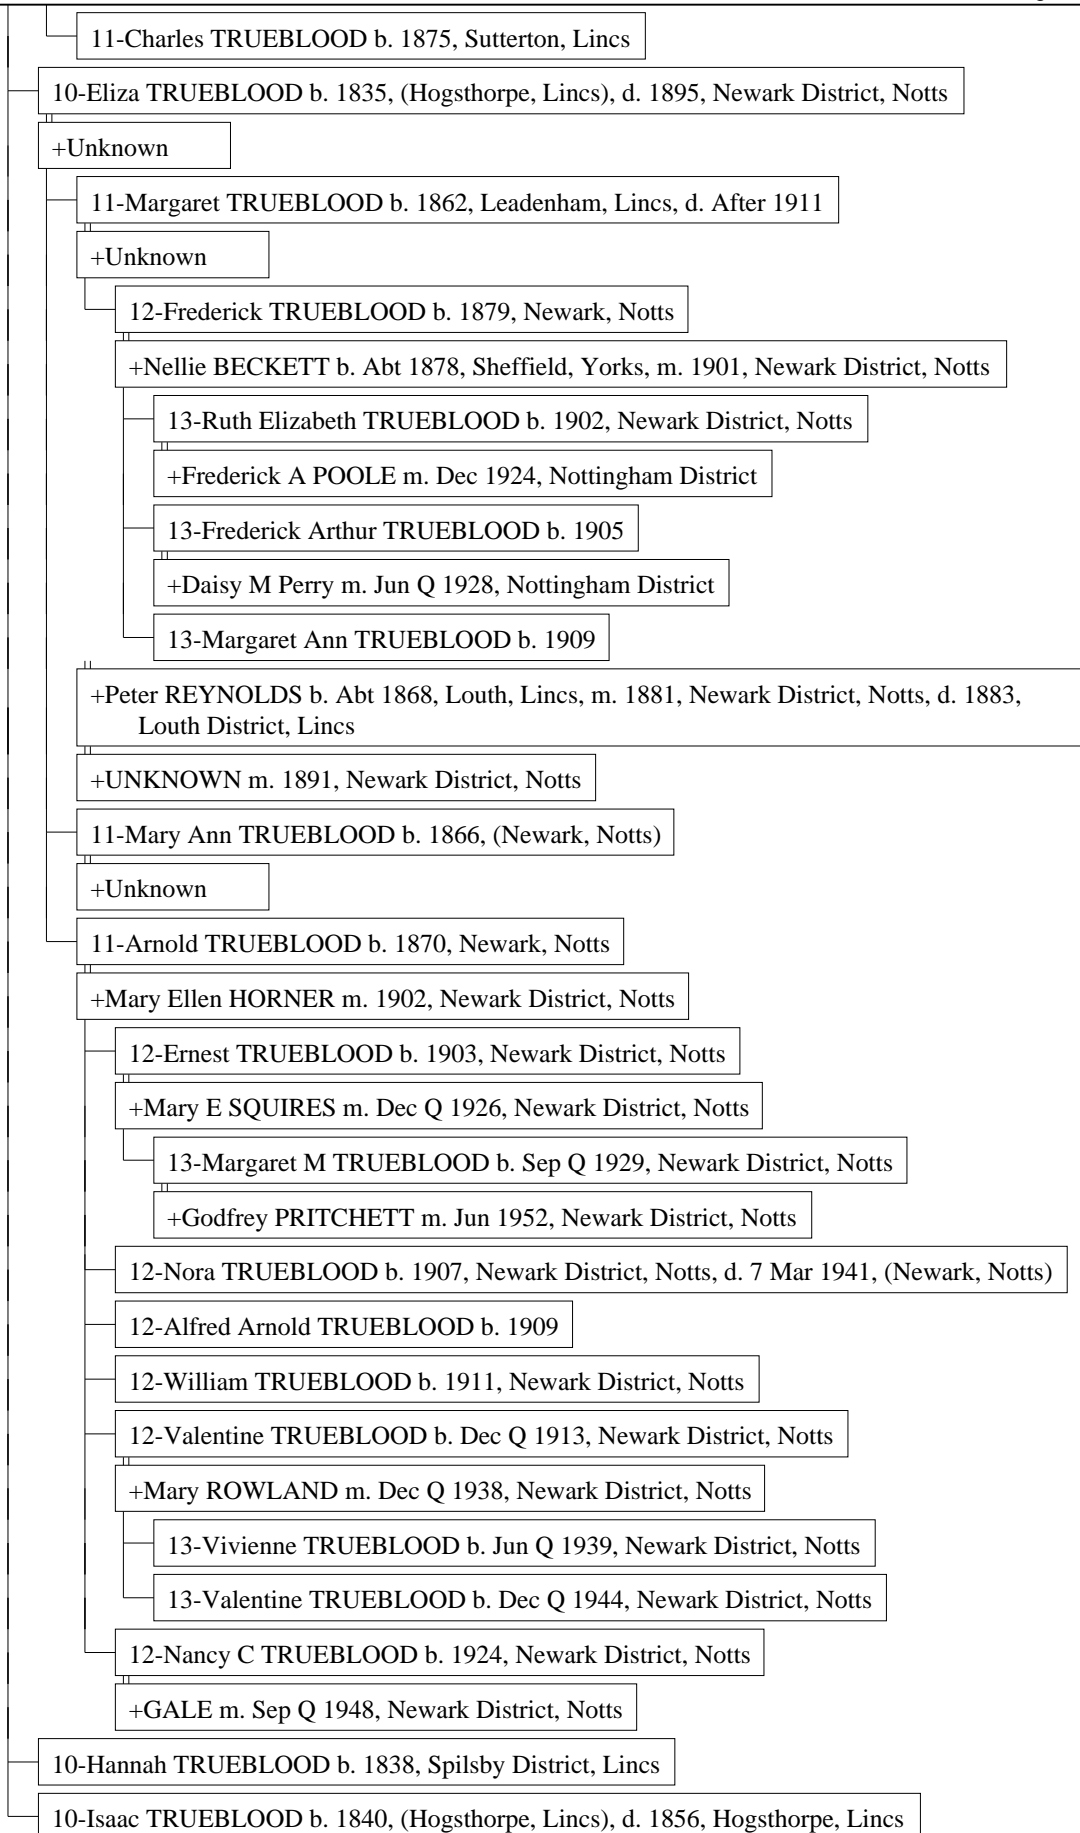 11-Charles TRUEBLOOD b. 1875, Sutterton, Lincs
10-Eliza TRUEBLOOD b. 1835, (Hogsthorpe, Lincs), d. 1895, Newark District, Notts
+Unknown
11-Margaret TRUEBLOOD b. 1862, Leadenham, Lincs, d. After 1911
+Unknown
12-Frederick TRUEBLOOD b. 1879, Newark, Notts
+Nellie BECKETT b. Abt 1878, Sheffield, Yorks, m. 1901, Newark District, Notts
13-Ruth Elizabeth TRUEBLOOD b. 1902, Newark District, Notts
+Frederick A POOLE m. Dec 1924, Nottingham District
13-Frederick Arthur TRUEBLOOD b. 1905
+Daisy M Perry m. Jun Q 1928, Nottingham District
13-Margaret Ann TRUEBLOOD b. 1909
+Peter REYNOLDS b. Abt 1868, Louth, Lincs, m. 1881, Newark District, Notts, d. 1883,
Louth District, Lincs
+UNKNOWN m. 1891, Newark District, Notts
11-Mary Ann TRUEBLOOD b. 1866, (Newark, Notts)
+Unknown
11-Arnold TRUEBLOOD b. 1870, Newark, Notts
+Mary Ellen HORNER m. 1902, Newark District, Notts
12-Ernest TRUEBLOOD b. 1903, Newark District, Notts
+Mary E SQUIRES m. Dec Q 1926, Newark District, Notts
13-Margaret M TRUEBLOOD b. Sep Q 1929, Newark District, Notts
+Godfrey PRITCHETT m. Jun 1952, Newark District, Notts
12-Nora TRUEBLOOD b. 1907, Newark District, Notts, d. 7 Mar 1941, (Newark, Notts)
12-Alfred Arnold TRUEBLOOD b. 1909
12-William TRUEBLOOD b. 1911, Newark District, Notts
12-Valentine TRUEBLOOD b. Dec Q 1913, Newark District, Notts
+Mary ROWLAND m. Dec Q 1938, Newark District, Notts
13-Vivienne TRUEBLOOD b. Jun Q 1939, Newark District, Notts
13-Valentine TRUEBLOOD b. Dec Q 1944, Newark District, Notts
12-Nancy C TRUEBLOOD b. 1924, Newark District, Notts
+GALE m. Sep Q 1948, Newark District, Notts
10-Hannah TRUEBLOOD b. 1838, Spilsby District, Lincs
10-Isaac TRUEBLOOD b. 1840, (Hogsthorpe, Lincs), d. 1856, Hogsthorpe, Lincs